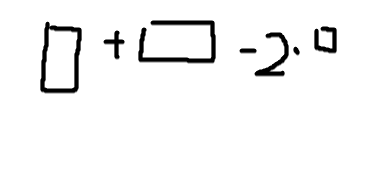 □ + □ - 2 · □